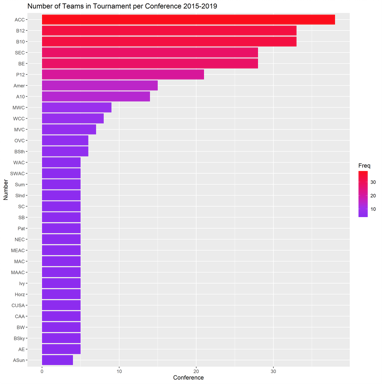 Number of Teams in Tournament per Conference 2015-2019
ACC
B12
B10
SEC
BE
P12
Amer
A10
MWC
WCC
MVC
OVC
BSth
WAC
SWAC
Sum
Slnd
SC
SB
Pat
NEC
MEAC
MAC
MAAC
Ivy
Horz
CUSA
CAA
BW
BSky
AE
ASun
Number
0 10 20 30
Conference
Freq
30
20
10